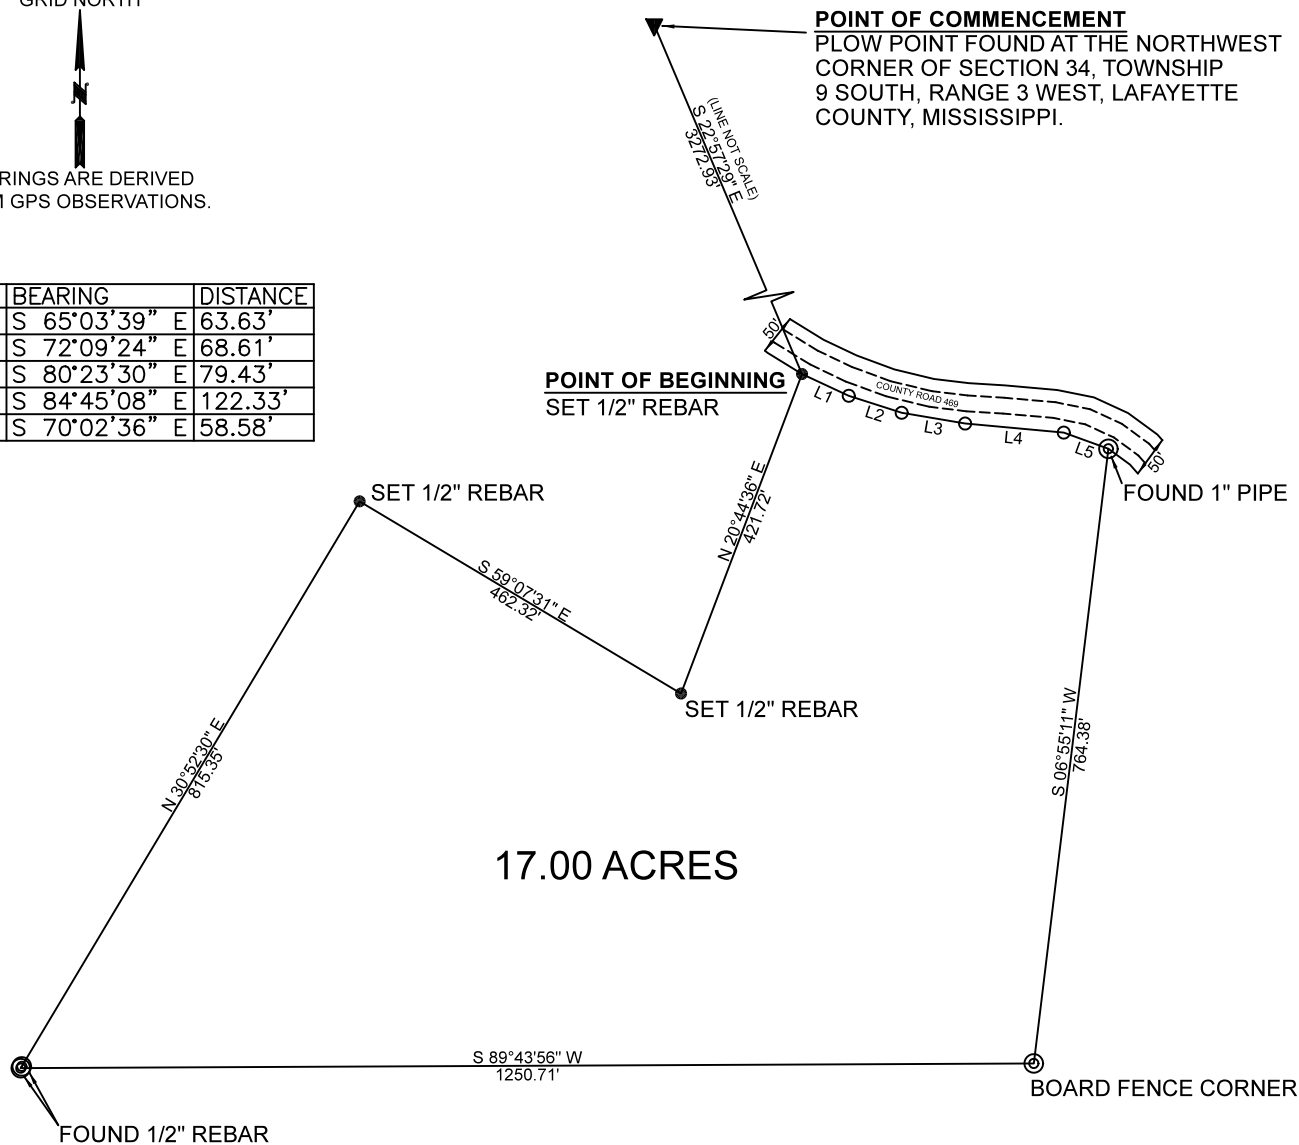 GRID NORTH
N
RINGS ARE DERIVED
GPS OBSERVATIONS.
POINT OF COMMENCEMENT
PLOW POINT FOUND AT THE NORTHWEST
CORNER OF SECTION 34, TOWNSHIP
9 SOUTH, RANGE 3 WEST, LAFAYETTE
COUNTY, MISSISSIPPI.
(LINE NOT SCALE)
S 22°57'29" E
3272.93'
BEARING DISTANCE
S 65°03'39" E 63.63'
S 72°09'24" E 68.61'
S 80°23'30" E 79.43'
S 84°45'08" E 122.33'
S 70°02'36" E 58.58'
50'
POINT OF BEGINNING
SET 1/2" REBAR
COUNTY ROAD 469
L1
L2
L3
L4
L5
50'
FOUND 1" PIPE
SET 1/2" REBAR
N 20°44'36" E
421.72'
S 59°07'31" E
462.32'
SET 1/2" REBAR
S 06°55'11" W
764.38'
N 30°52'30" E
815.35'
17.00 ACRES
S 89°43'56" W
1250.71'
BOARD FENCE CORNER
FOUND 1/2" REBAR